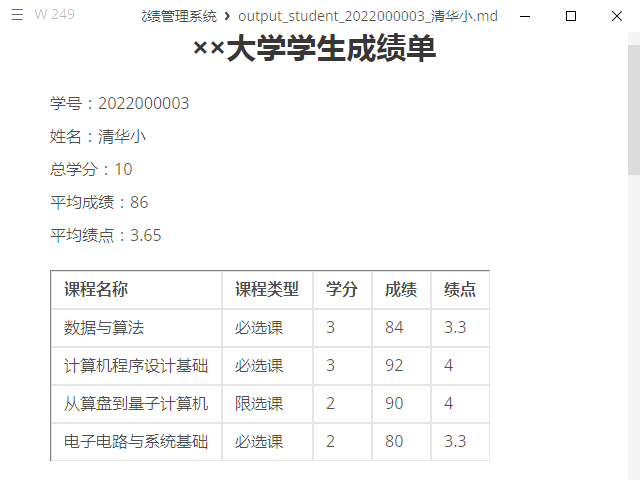 W 249
绩管理系统 › output_student_2022000003_清华小.md
××大学学生成绩单
学号：2022000003
姓名：清华小
总学分：10
平均成绩：86
平均绩点：3.65
课程名称 课程类型 学分 成绩 绩点
数据与算法 必选课 3 84 3.3
计算机程序设计基础 必选课 3 92 4
从算盘到量子计算机 限选课 2 90 4
电子电路与系统基础 必选课 2 80 3.3